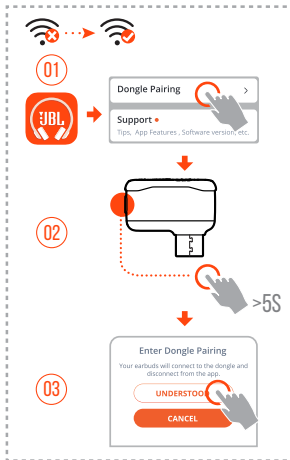 01
JBL
Dongle Pairing >
Support
Tips, App Features , Software version, etc.
02
>5S
Enter Dongle Pairing
Your earbuds will connect to the dongle and
disconnect from the app.
03
UNDERSTOOD
CANCEL